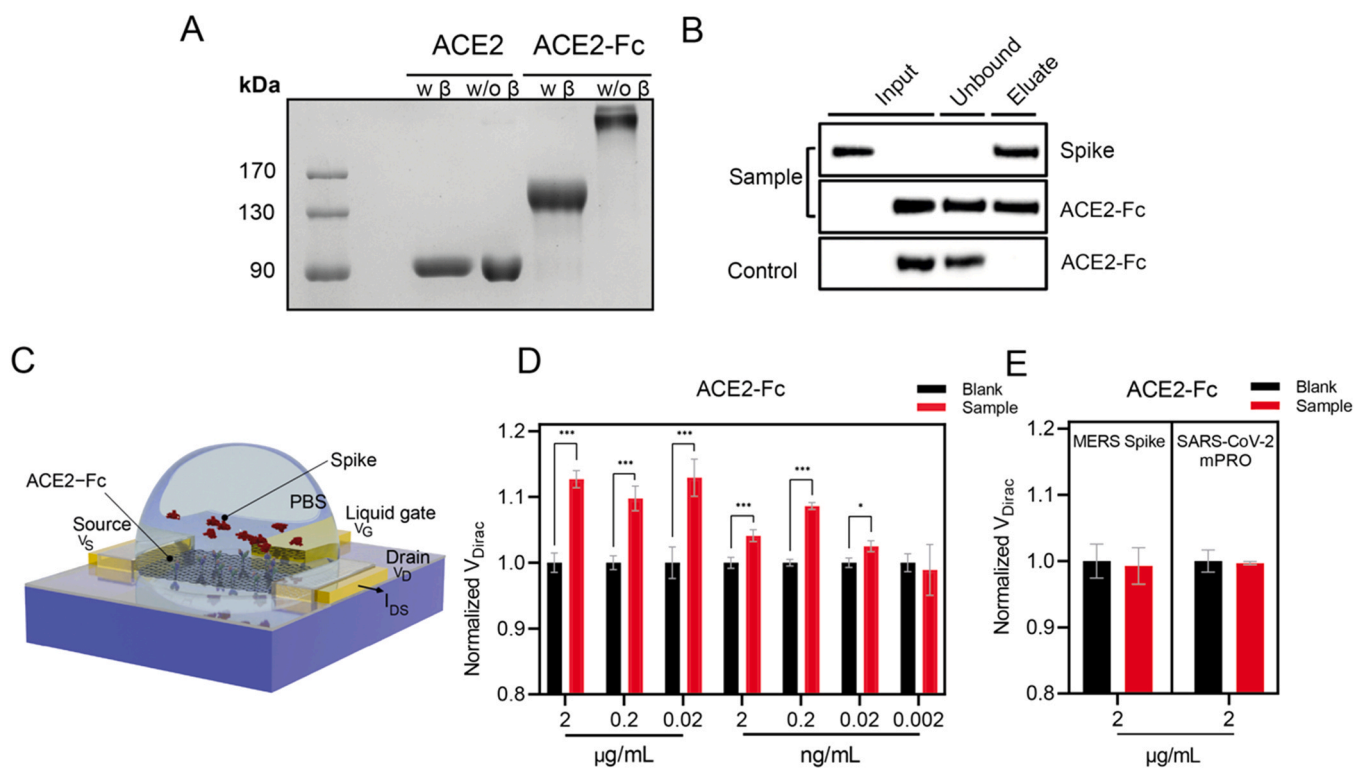 A
ACE2 ACE2-Fc
kDa
w β w/o β w β w/o β
170
130
90
B
Input Unbound Eluate
Sample
Spike
ACE2-Fc
Control
ACE2-Fc
C
ACE2-Fc
Spike
PBS
Source
VS
Liquid gate
VG
Drain
VD
IDS
D
ACE2-Fc
Blank
Sample
Normalized VDirac
1.2
1.1
1.0
0.9
0.8
*** *** *** *** *** *
2 0.2 0.02 2 0.2 0.02 0.002
µg/mL ng/mL
E
ACE2-Fc
Blank
Sample
Normalized VDirac
1.2
1.1
1.0
0.9
0.8
MERS Spike
SARS-CoV-2
mPRO
2 2
µg/mL